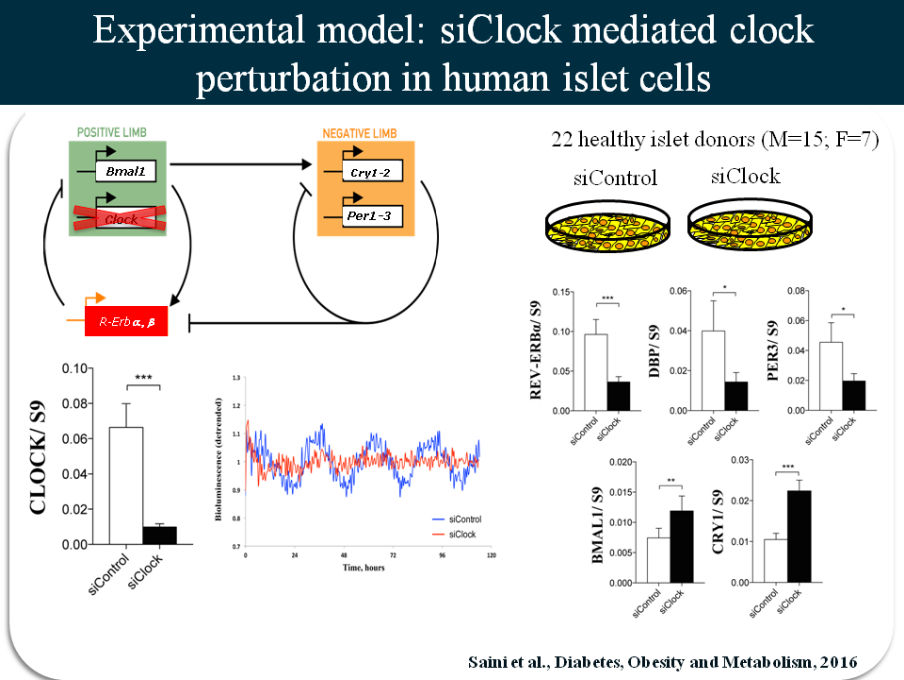 Experimental model: siClock mediated clock
perturbation in human islet cells
POSITIVE LIMB
NEGATIVE LIMB
Bmal1
Clock
Cry1-2
Per1-3
R-Erb α, β
22 healthy islet donors (M=15; F=7)
siControl
siClock
CLOCK/ S9
0.10
0.08
0.06
0.04
0.02
0.00
***
siControl
siClock
Bioluminescence (detrended)
1.3
1.2
1.1
1
0.9
0.8
0.7
0
24
48
72
96
120
Time, hours
siControl
siClock
REV-ERBα/ S9
0.15
0.10
0.05
0.00
***
siControl
siClock
DBP/ S9
0.06
0.04
0.02
0.00
*
siControl
siClock
PER3/ S9
0.08
0.06
0.04
0.02
0.00
*
siControl
siClock
BMAL1/ S9
0.020
0.015
0.010
0.005
0.000
**
siControl
siClock
CRY1/ S9
0.03
0.02
0.01
0.00
***
siControl
siClock
Saini et al., Diabetes, Obesity and Metabolism, 2016